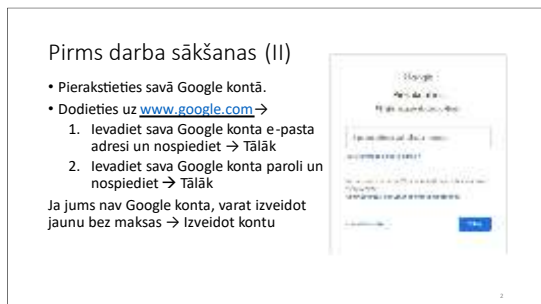 Pirms darba sākšanas (II)
• Pierakstieties savā Google kontā.
• Dodieties uz www.google.com→
1. Ievadiet sava Google konta e-pasta
adresi un nospiediet → Tālāk
2. Ievadiet sava Google konta paroli un
nospiediet → Tālāk
Ja jums nav Google konta, varat izveidot
jaunu bez maksas → Izveidot kontu
Google
2